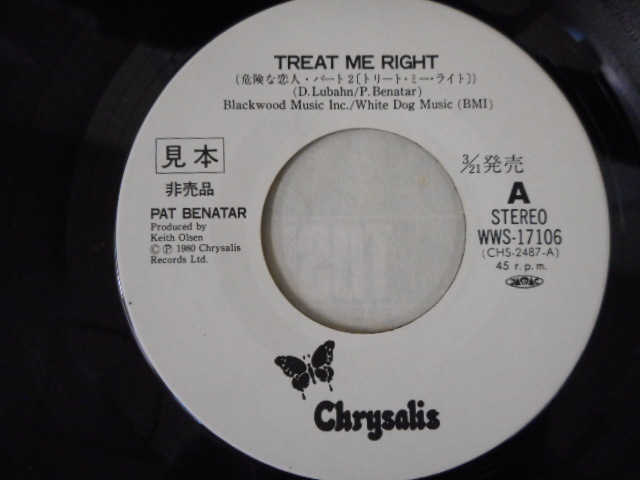 TREAT ME RIGHT
(危険な恋人・パート2〔トリート・ミー・ライト〕)
(D.Lubahn/P.Benatar)
Blackwood Music Inc./White Dog Music (BMI)
見本
非売品
PAT BENATAR
Produced by
Keith Olsen
© ℗ 1980 Chrysalis
Records Ltd.
3/21発売
A
STEREO
WWS-17106
(CHS-2487-A)
45 r.p.m.
Chrysalis